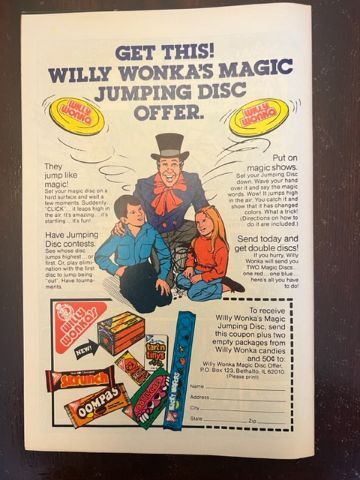 GET THIS!
WILLY WONKA'S MAGIC
JUMPING DISC
OFFER.
WILLY
WONKA
WILLY
WONKA
They
jump like
magic!
Set your magic disc on a
hard surface and wait a
few moments. Suddenly,
"CLICK"... it leaps high in
the air. It's amazing...it's
startling...it's fun!
Have Jumping
Disc contests.
See whose disc
jumps highest...or
first. Or, play elimi-
nation with the first
disc to jump being
"out". Have tourna-
ments.
Put on
magic shows.
Set your Jumping Disc
down. Wave your hand
over it and say the magic
words. Wow! It jumps high
in the air. You catch it and
show that it has changed
colors. What a trick!
(Directions on how to
do it are included.)
Send today and
get double discs!
If you hurry, Willy
Wonka will send you
TWO Magic Discs...
one red...one blue...
here's all you have
to do!
WILLY
WONKA'S
NEW!
Skrunch
OOMPAS
tart n
tinys
To receive
Willy Wonka's Magic
Jumping Disc, send
this coupon plus two
empty packages from
Willy Wonka candies
and 50¢ to:
Willy Wonka Magic Disc Offer,
P.O. Box 123, Bethalto, IL 62010
(Please print)
Name
Address
City
State Zip